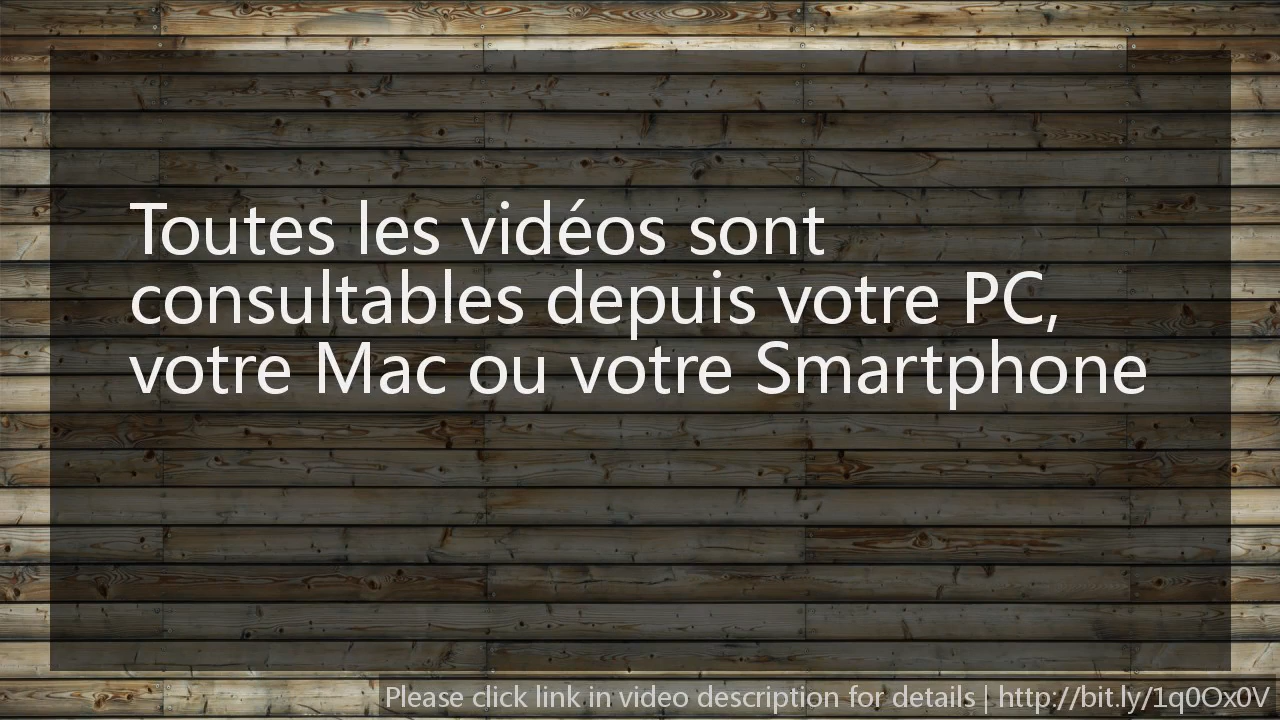 Toutes les vidéos sont
consultables depuis votre PC,
votre Mac ou votre Smartphone
Please click link in video description for details | http://bit.ly/1q0Ox0V